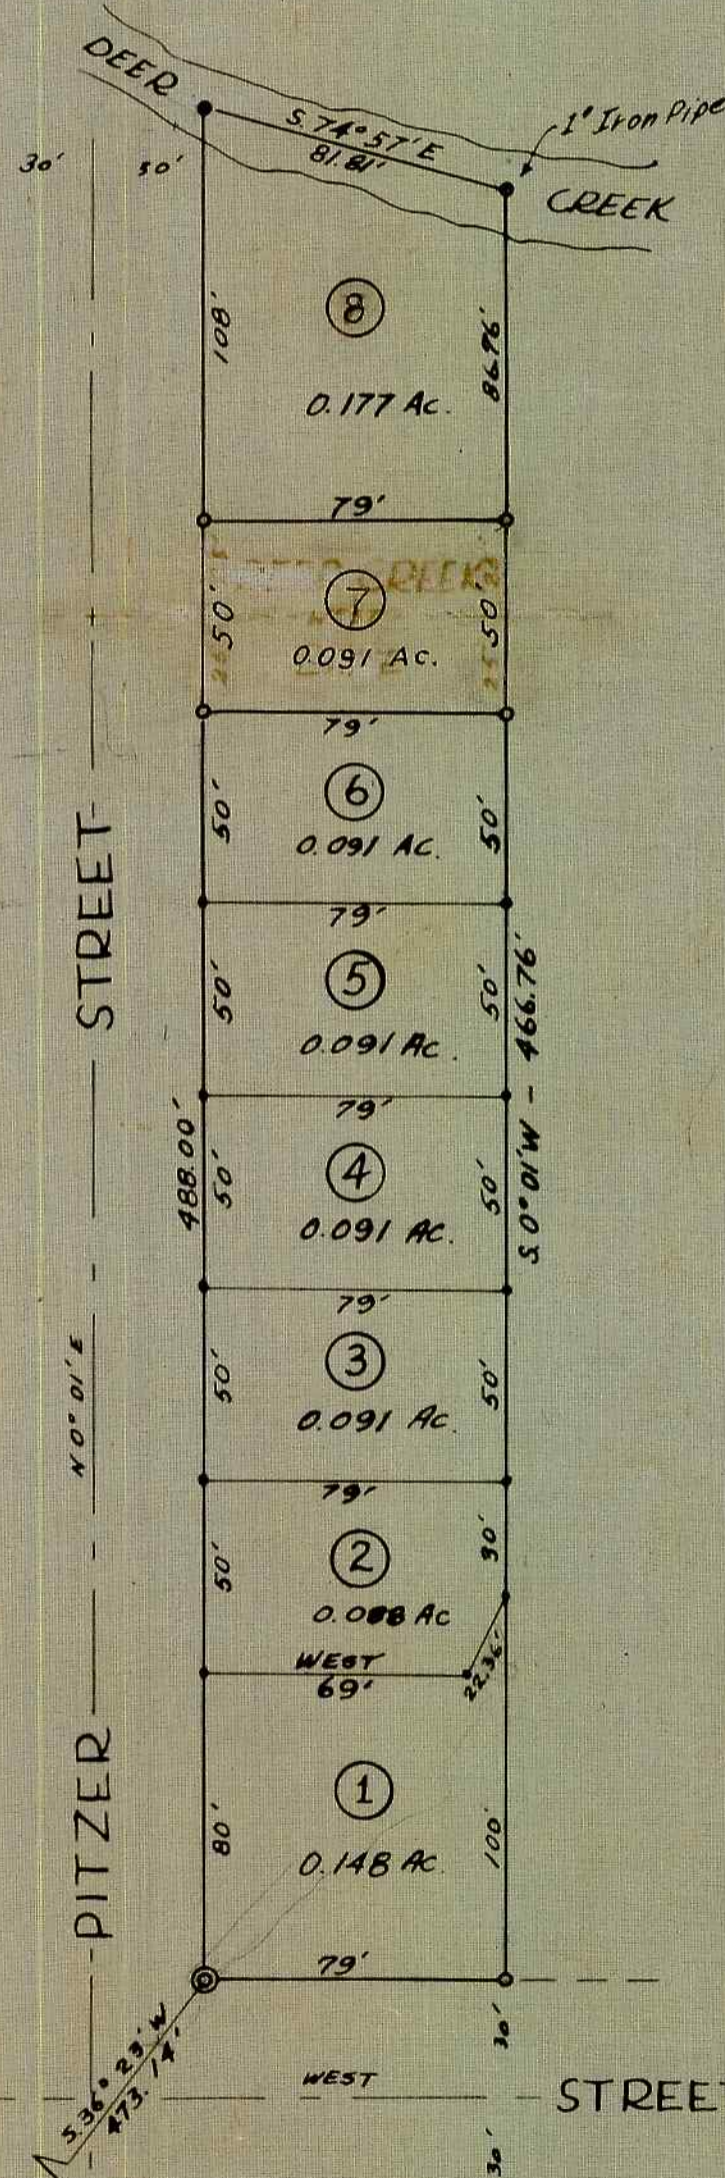 DEER
S. 74° 57' E
81.81'
1" Iron Pipe
CREEK
30'
50'
108'
8
86.76'
0.177 Ac.
79'
50'
7
50'
0.091 Ac.
79'
50'
6
50'
0.091 Ac.
79'
50'
5
50'
0.091 Ac.
79'
488.00'
S. 0° 01' W - 466.76'
50'
4
50'
0.091 Ac.
79'
50'
3
50'
0.091 Ac.
79'
N 0° 01' E
50'
2
30'
Ac
WEST
69'
22.36'
1
80'
100'
0.148 Ac.
79'
PITZER STREET
S. 36° 23' W
473.14'
30'
WEST
STREE
30'